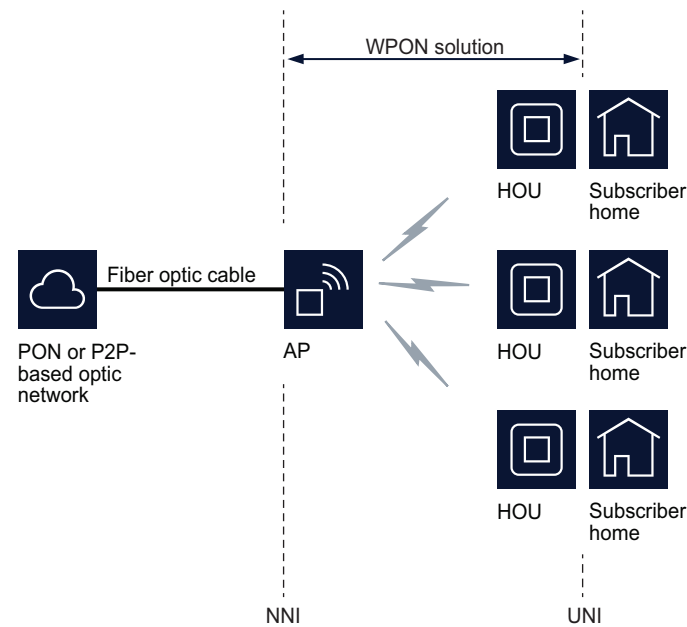 WPON solution
HOU
Subscriber
home
Fiber optic cable
PON or P2P-
based optic
network
AP
HOU
Subscriber
home
HOU
Subscriber
home
NNI
UNI